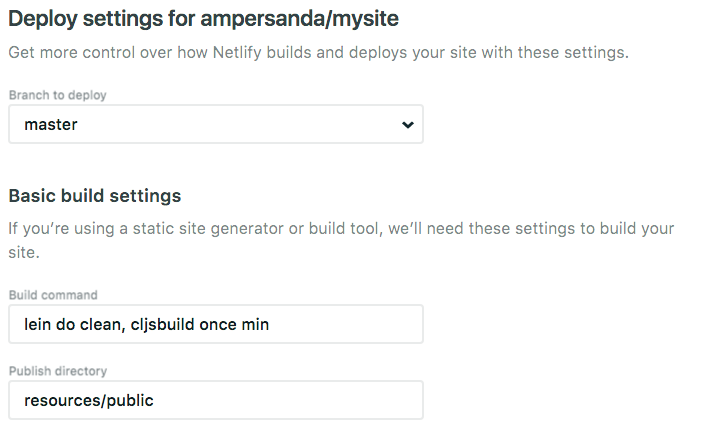 Deploy settings for ampersanda/mysite
Get more control over how Netlify builds and deploys your site with these settings.
Branch to deploy
master
Basic build settings
If you’re using a static site generator or build tool, we’ll need these settings to build your
site.
Build command
lein do clean, cljsbuild once min
Publish directory
resources/public